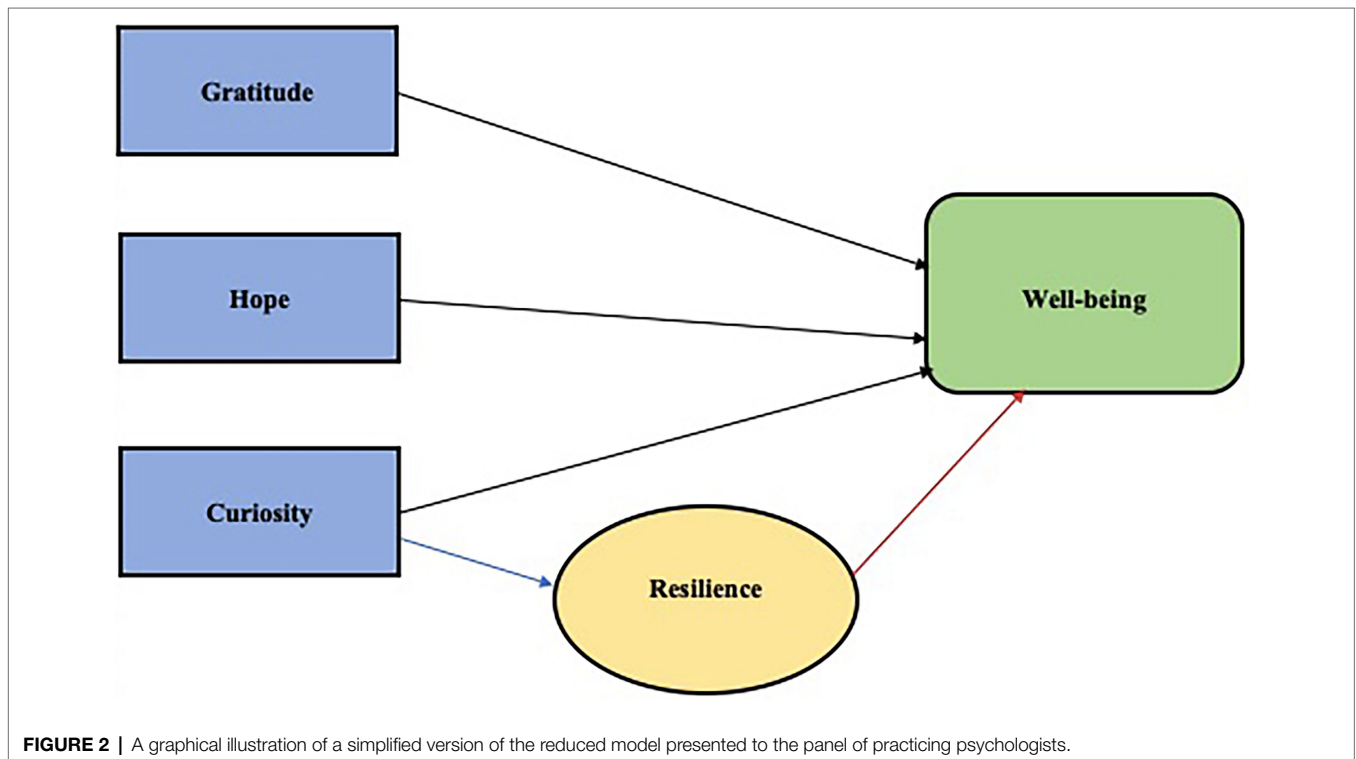 Gratitude
Hope
Well-being
Curiosity
Resilience
FIGURE 2 | A graphical illustration of a simplified version of the reduced model presented to the panel of practicing psychologists.